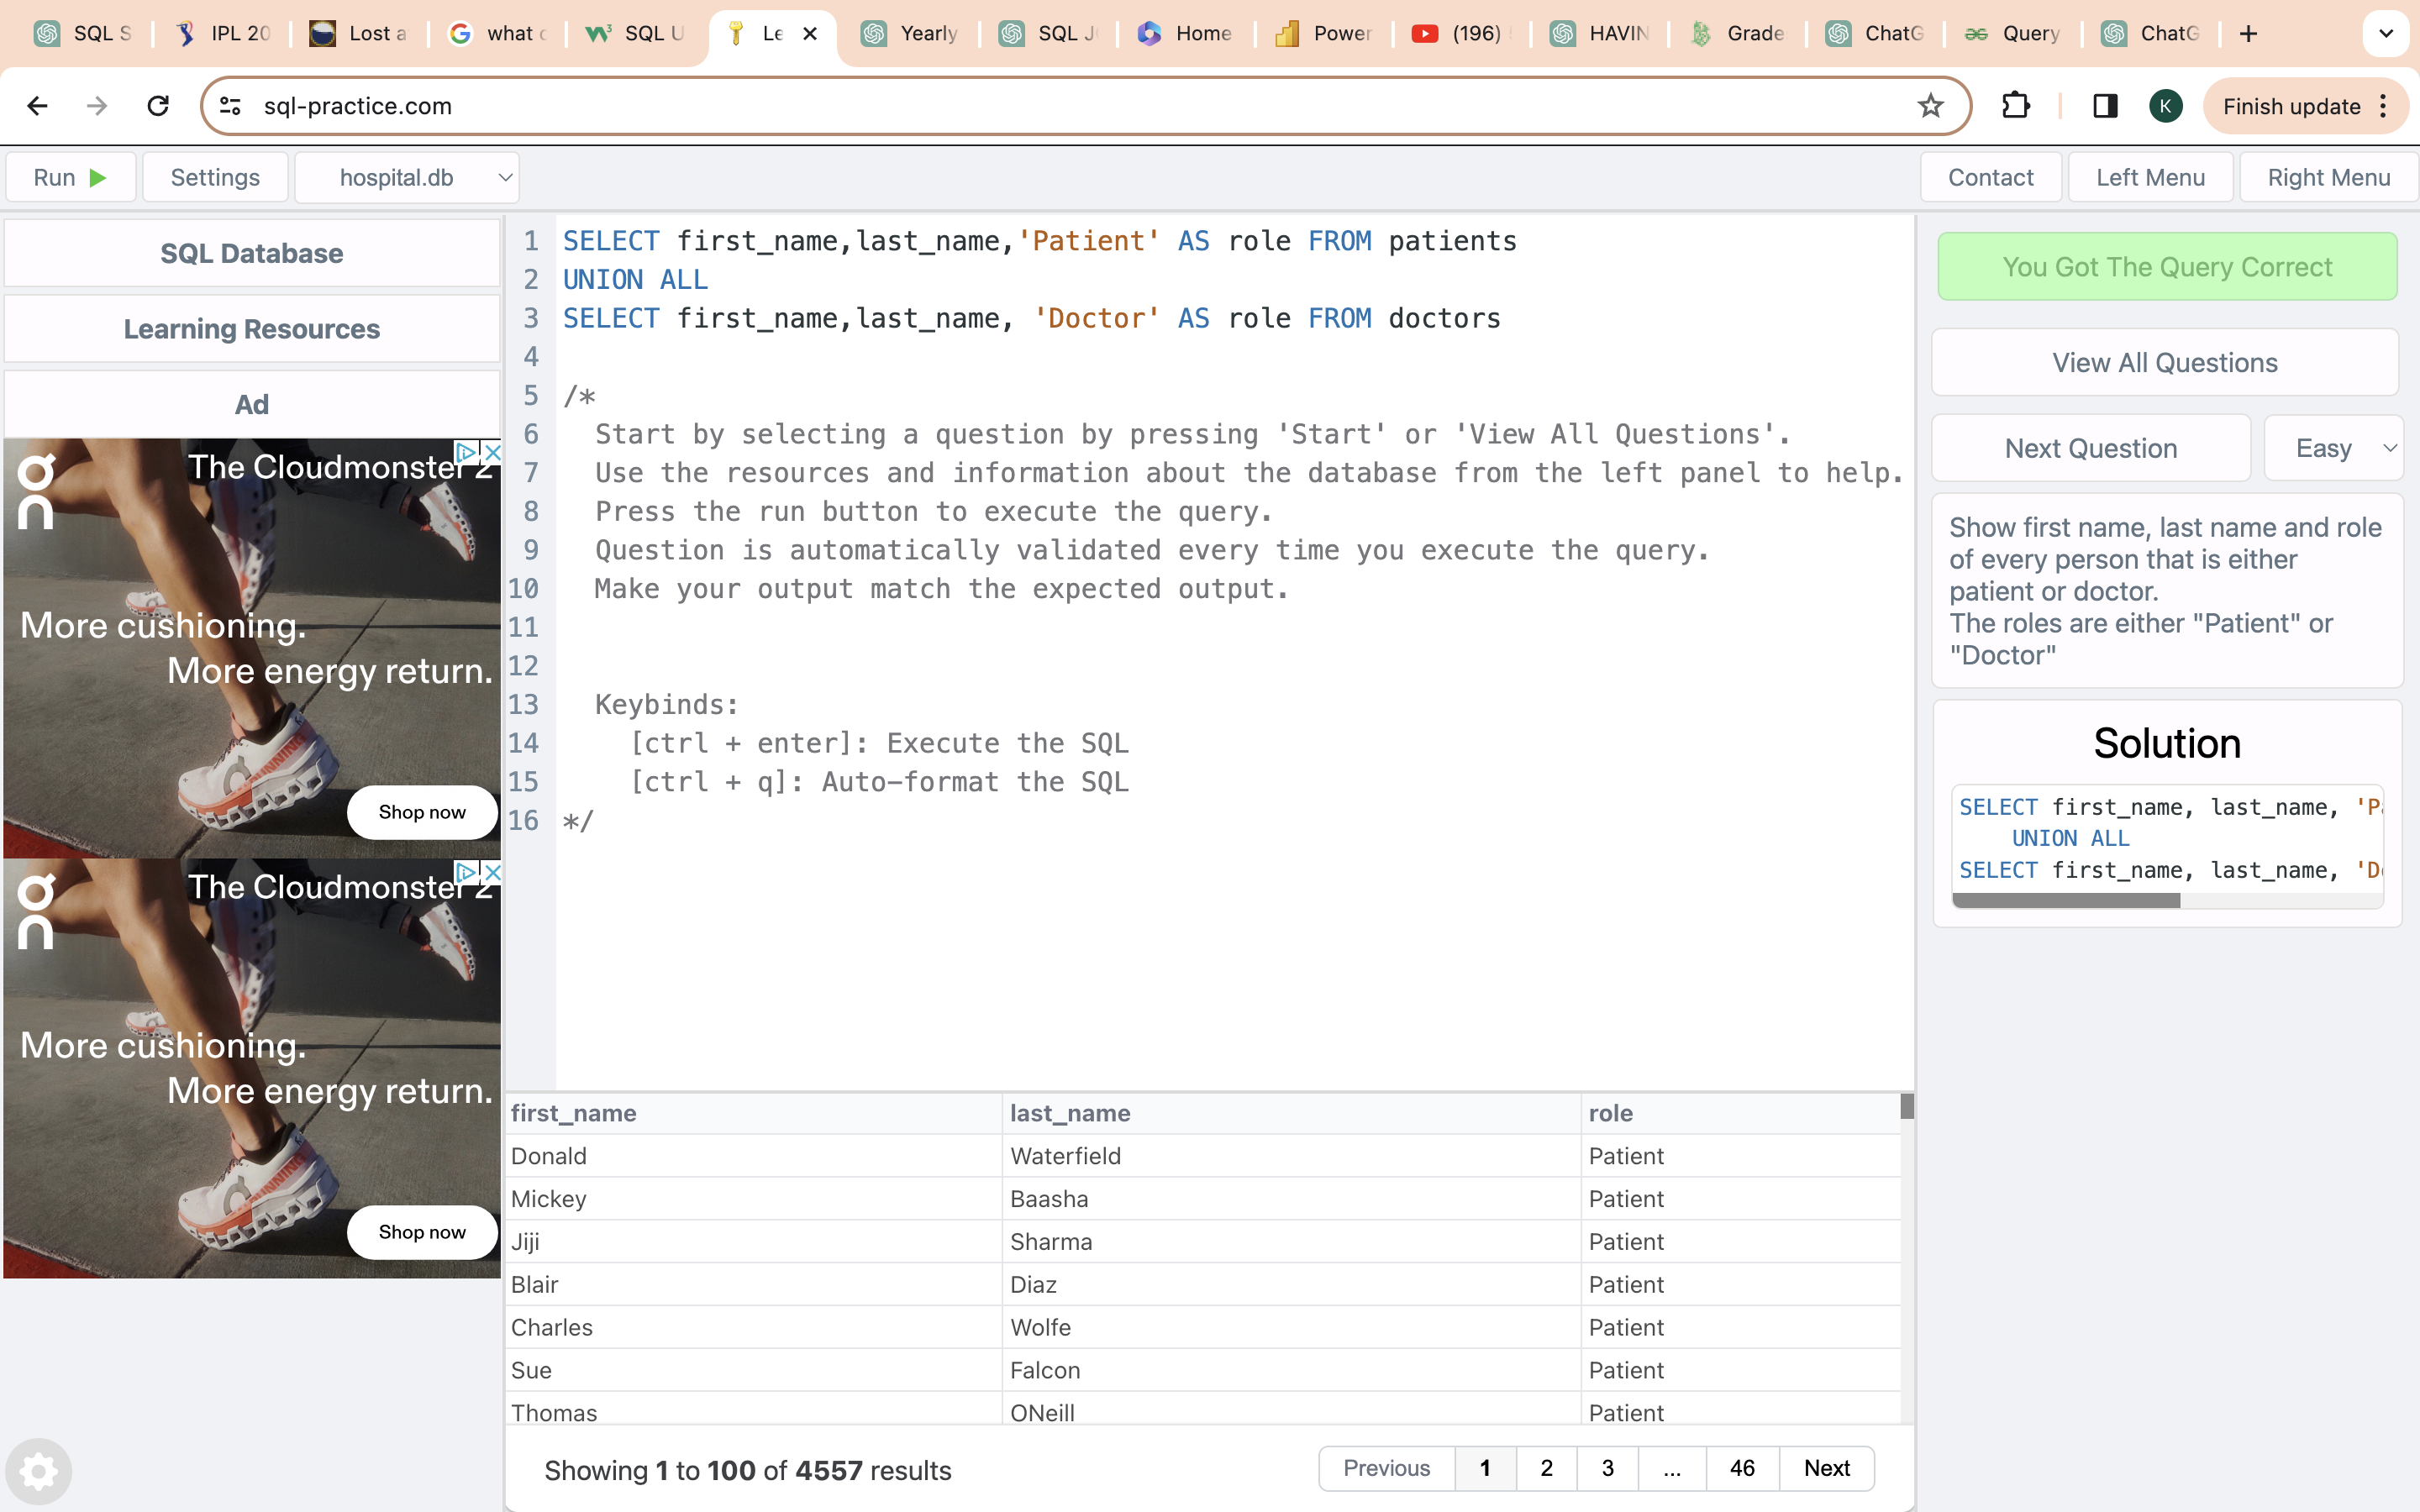 SQL S
IPL 20
Lost a
what c
SQL U
Le
Yearly
SQL J
Home
Power
(196)
HAVIN
Grade
ChatG
Query
ChatG
sql-practice.com
K
Finish update
Run
Settings
hospital.db
Contact
Left Menu
Right Menu
SQL Database
Learning Resources
Ad
The Cloudmonster 2
More cushioning.
More energy return.
Shop now
The Cloudmonster 2
More cushioning.
More energy return.
Shop now
1 SELECT first_name,last_name,'Patient' AS role FROM patients
2 UNION ALL
3 SELECT first_name,last_name, 'Doctor' AS role FROM doctors
4
5 /*
6 Start by selecting a question by pressing 'Start' or 'View All Questions'.
7 Use the resources and information about the database from the left panel to help.
8 Press the run button to execute the query.
9 Question is automatically validated every time you execute the query.
10 Make your output match the expected output.
11
12
13 Keybinds:
14 [ctrl + enter]: Execute the SQL
15 [ctrl + q]: Auto-format the SQL
16 */
first_name last_name role
Donald Waterfield Patient
Mickey Baasha Patient
Jiji Sharma Patient
Blair Diaz Patient
Charles Wolfe Patient
Sue Falcon Patient
Thomas ONeill Patient
Showing 1 to 100 of 4557 results
Previous 1 2 3 ... 46 Next
You Got The Query Correct
View All Questions
Next Question
Easy
Show first name, last name and role
of every person that is either
patient or doctor.
The roles are either "Patient" or
"Doctor"
Solution
SELECT first_name, last_name, 'Pa
UNION ALL
SELECT first_name, last_name, 'D